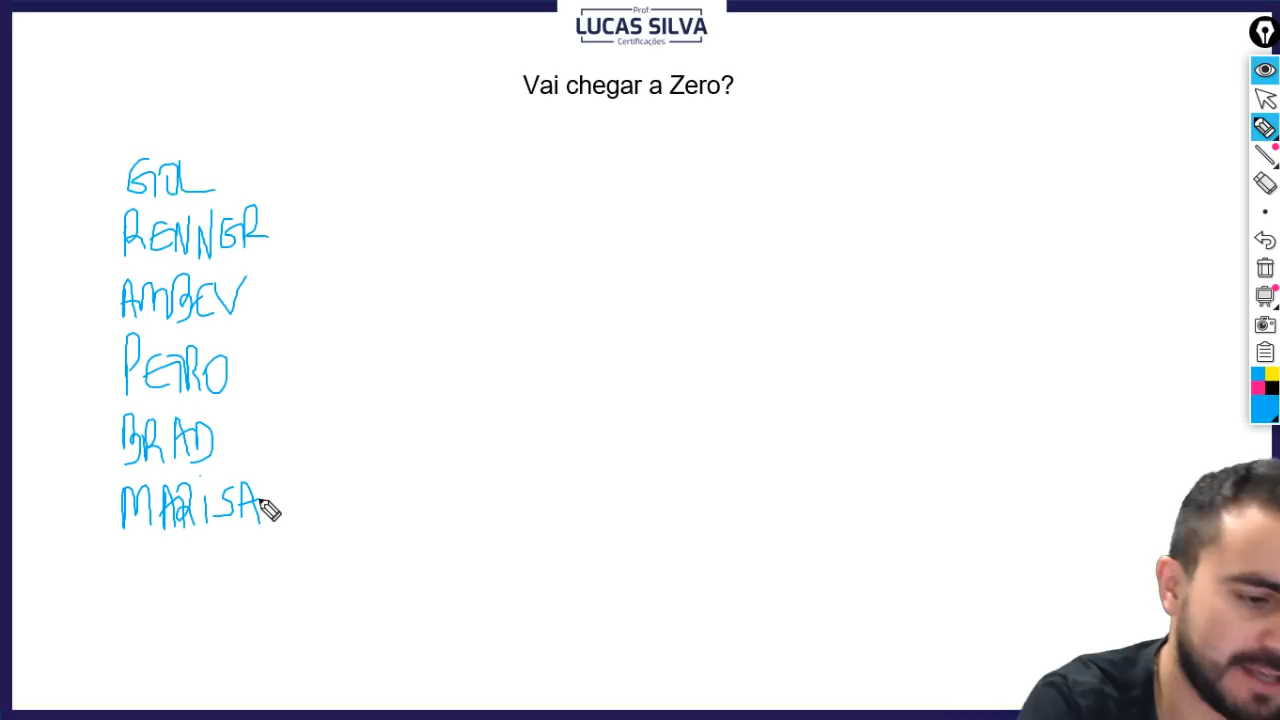 Prof.
LUCAS SILVA
Certificações
Vai chegar a Zero?
GOL
RENNER
AMBEV
PETRO
BRAD
MARISA